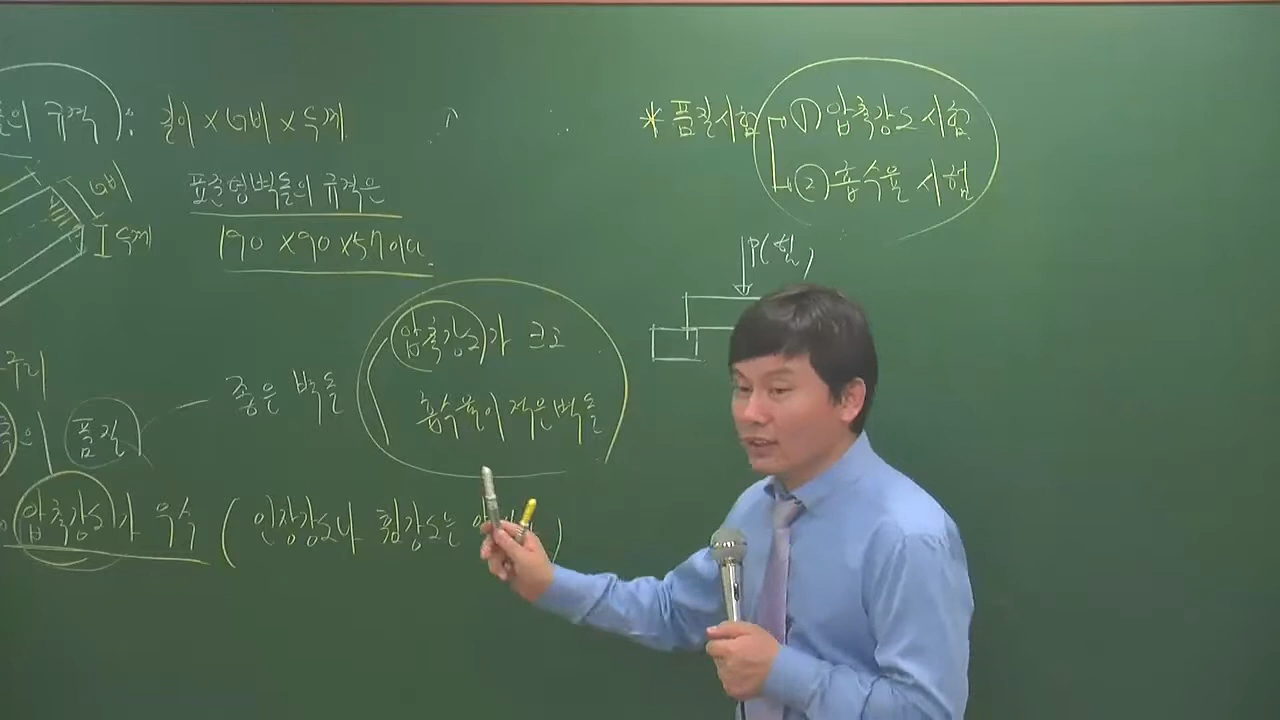 의 규격 : 길이 x 너비 x 두께
너비
두께
표준형벽돌의 규격은
190 x 90 x 57이다.
* 품질시험 ① 압축강도 시험
② 흡수율 시험
P(힘)
압축강도가 크고
흡수율이 적은벽돌
좋은 벽돌
품질
압축강도가 우수 ( 인장강도나 휨강도는 )